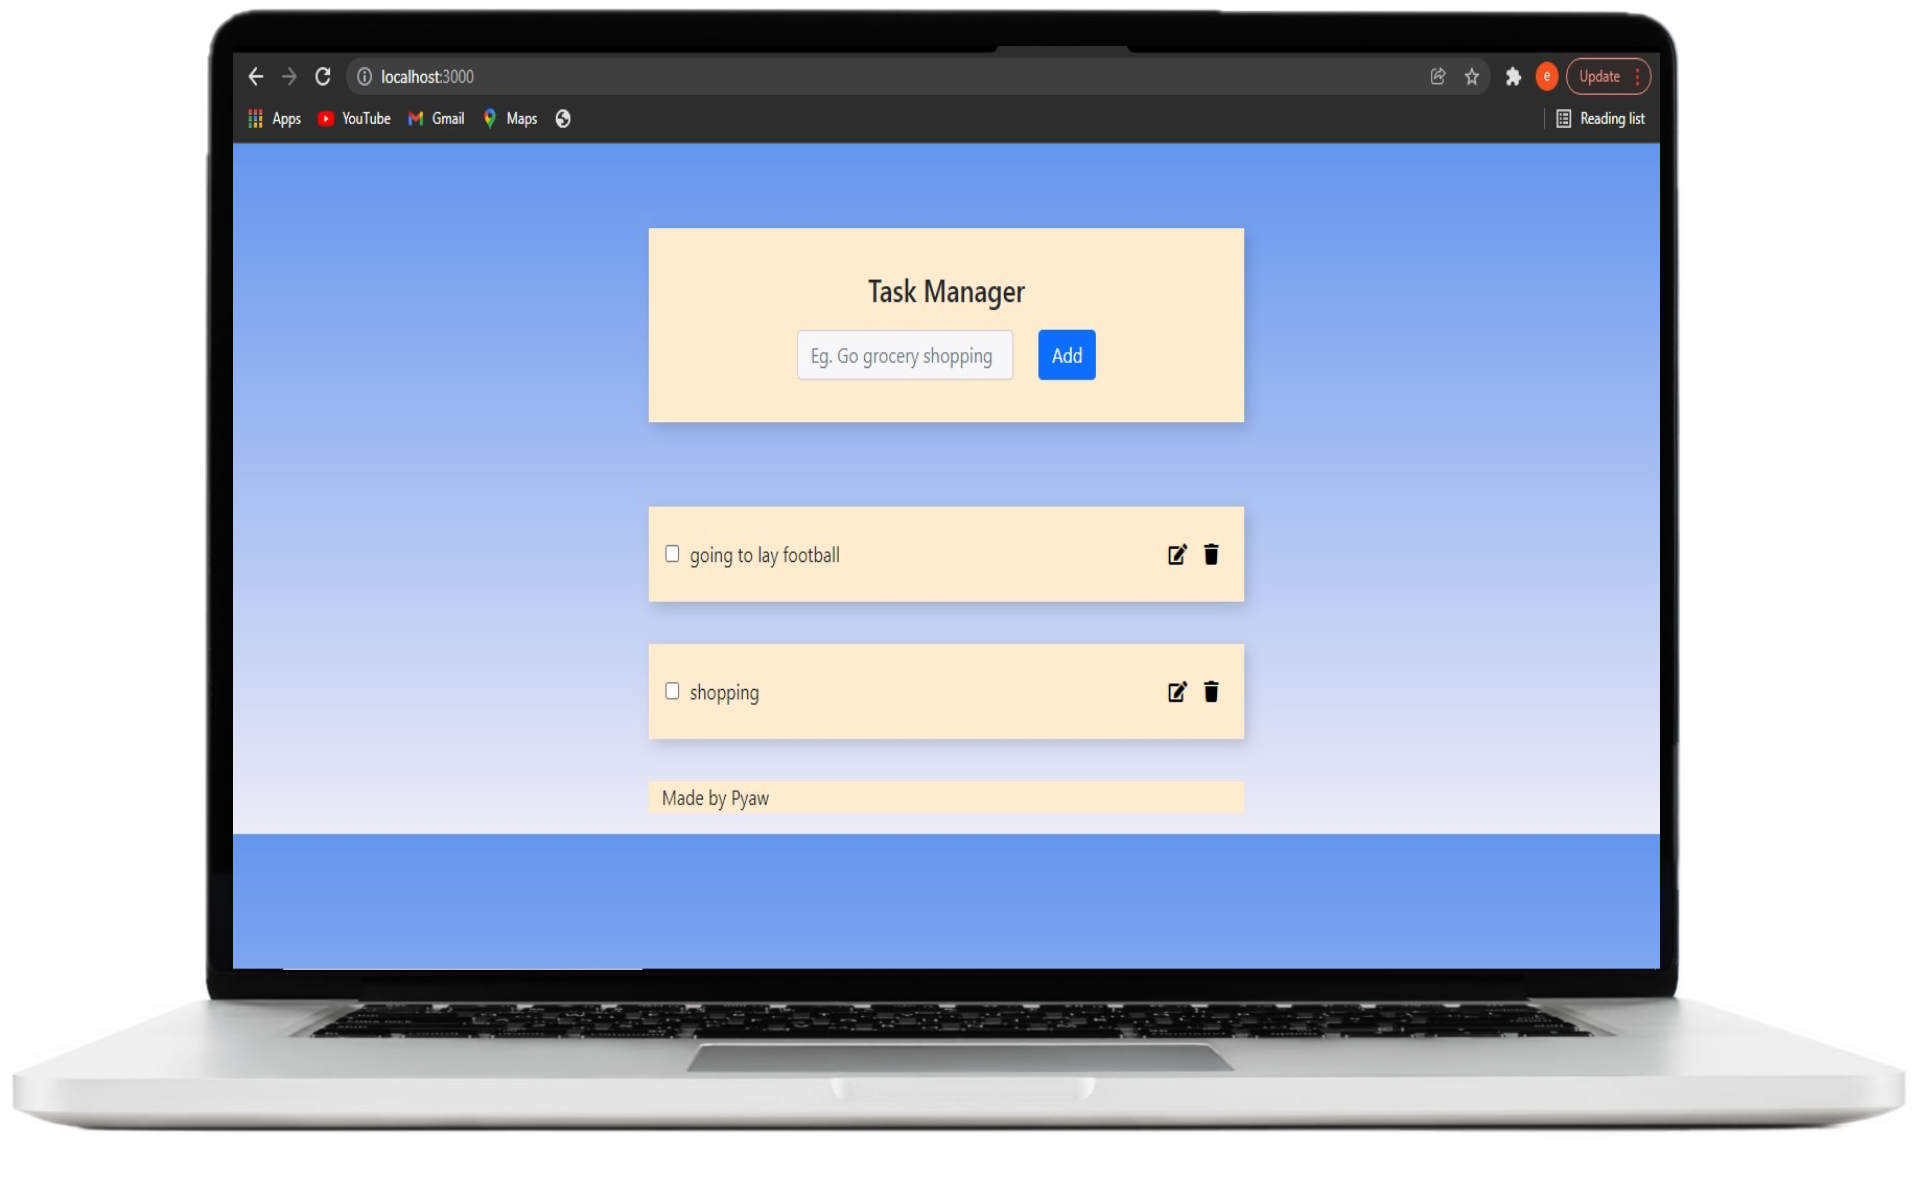 localhost:3000
e
Update
Apps YouTube Gmail Maps
Reading list
Task Manager
Eg. Go grocery shopping
Add
going to lay football
shopping
Made by Pyaw